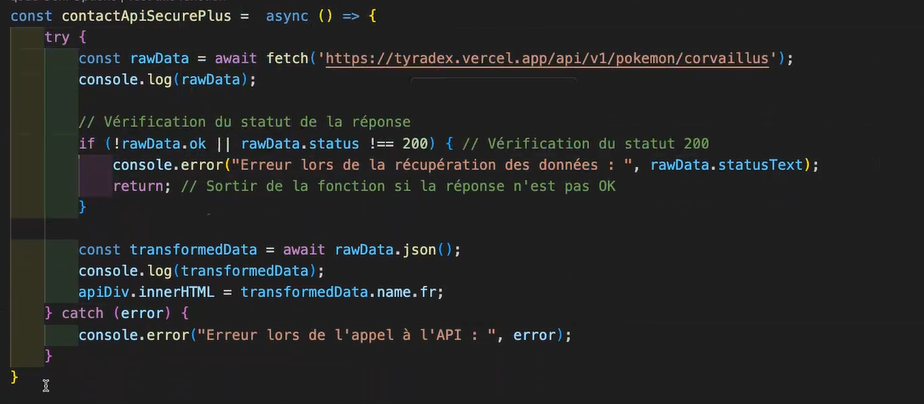 const contactApiSecurePlus =  async () => {
    try {
        const rawData = await fetch('https://tyradex.vercel.app/api/v1/pokemon/corvaillus');
        console.log(rawData);

        // Vérification du statut de la réponse
        if (!rawData.ok || rawData.status !== 200) { // Vérification du statut 200
            console.error("Erreur lors de la récupération des données : ", rawData.statusText);
            return; // Sortir de la fonction si la réponse n'est pas OK
        }

        const transformedData = await rawData.json();
        console.log(transformedData);
        apiDiv.innerHTML = transformedData.name.fr;
    } catch (error) {
        console.error("Erreur lors de l'appel à l'API : ", error);
    }
}